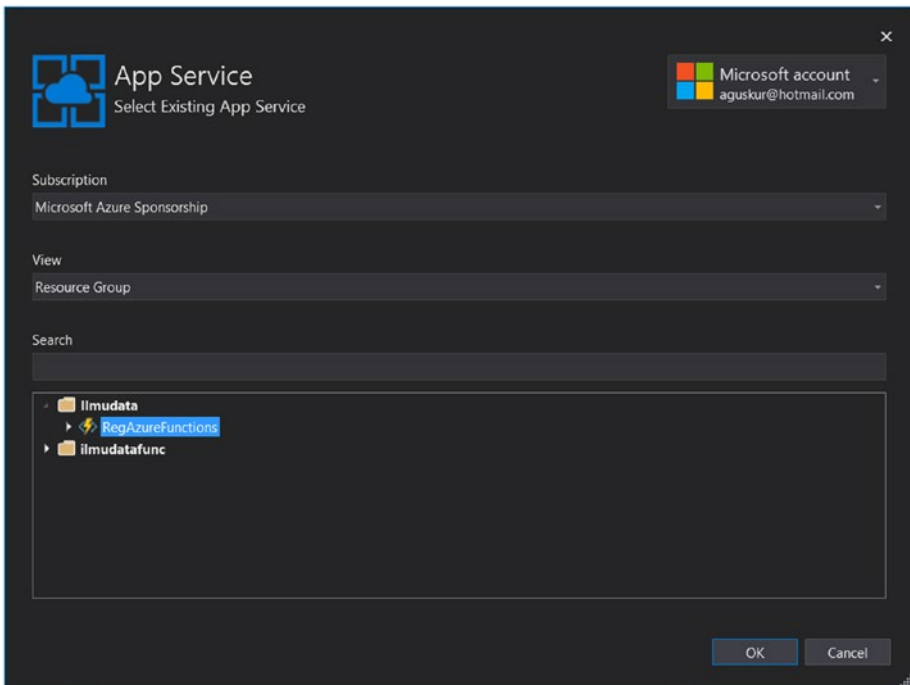 App Service
Select Existing App Service
Microsoft account
aguskur@hotmail.com
Subscription
Microsoft Azure Sponsorship
View
Resource Group
Search
Ilmudata
RegAzureFunctions
ilmudatafunc
OK Cancel